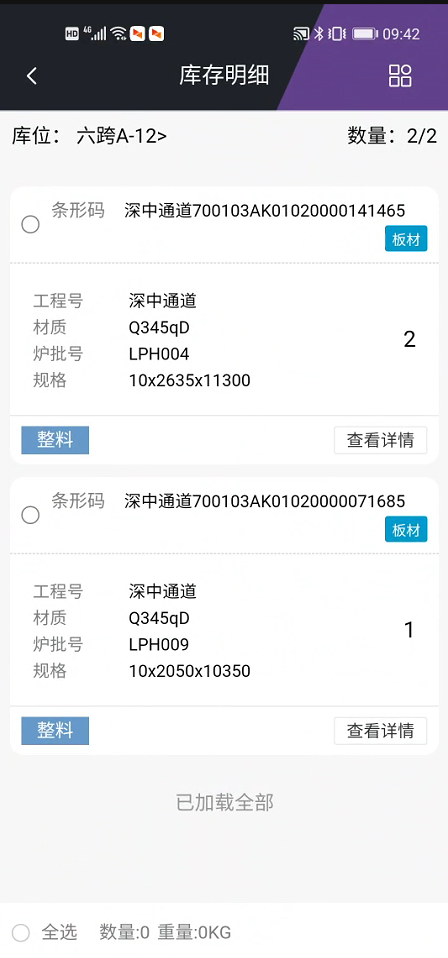 HD 4G 09:42
库存明细
库位： 六跨A-12> 数量：2/2
条形码 深中通道700103AK01020000141465
板材
工程号 深中通道
材质 Q345qD
炉批号 LPH004
规格 10x2635x11300
2
整料 查看详情
条形码 深中通道700103AK01020000071685
板材
工程号 深中通道
材质 Q345qD
炉批号 LPH009
规格 10x2050x10350
1
整料 查看详情
已加载全部
全选 数量:0 重量:0KG